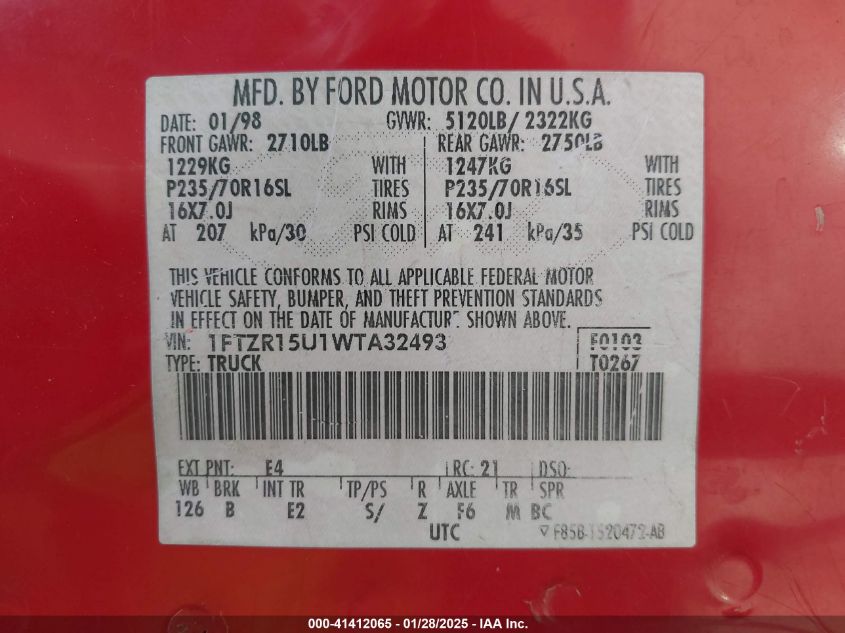 MFD. BY FORD MOTOR CO. IN U.S.A.
DATE: 01/98 GVWR: 5120LB/ 2322KG
FRONT GAWR: 2710LB REAR GAWR: 2750LB
1229KG WITH 1247KG WITH
P235/70R16SL TIRES P235/70R16SL TIRES
16X7.0J RIMS 16X7.0J RIMS
AT 207 kPa/30 PSI COLD AT 241 kPa/35 PSI COLD
THIS VEHICLE CONFORMS TO ALL APPLICABLE FEDERAL MOTOR
VEHICLE SAFETY, BUMPER, AND THEFT PREVENTION STANDARDS
IN EFFECT ON THE DATE OF MANUFACTURE SHOWN ABOVE.
VIN: 1FTZR15U1WTA32493 F0103
TYPE: TRUCK T0267
EXT PNT: E4 RC: 21 DSO:
WB BRK INT TR TP/PS R AXLE TR SPR
126 B E2 S/ Z F6 M BC
UTC F85B-1520472-AB
000-41412065 - 01/28/2025 - IAA Inc.